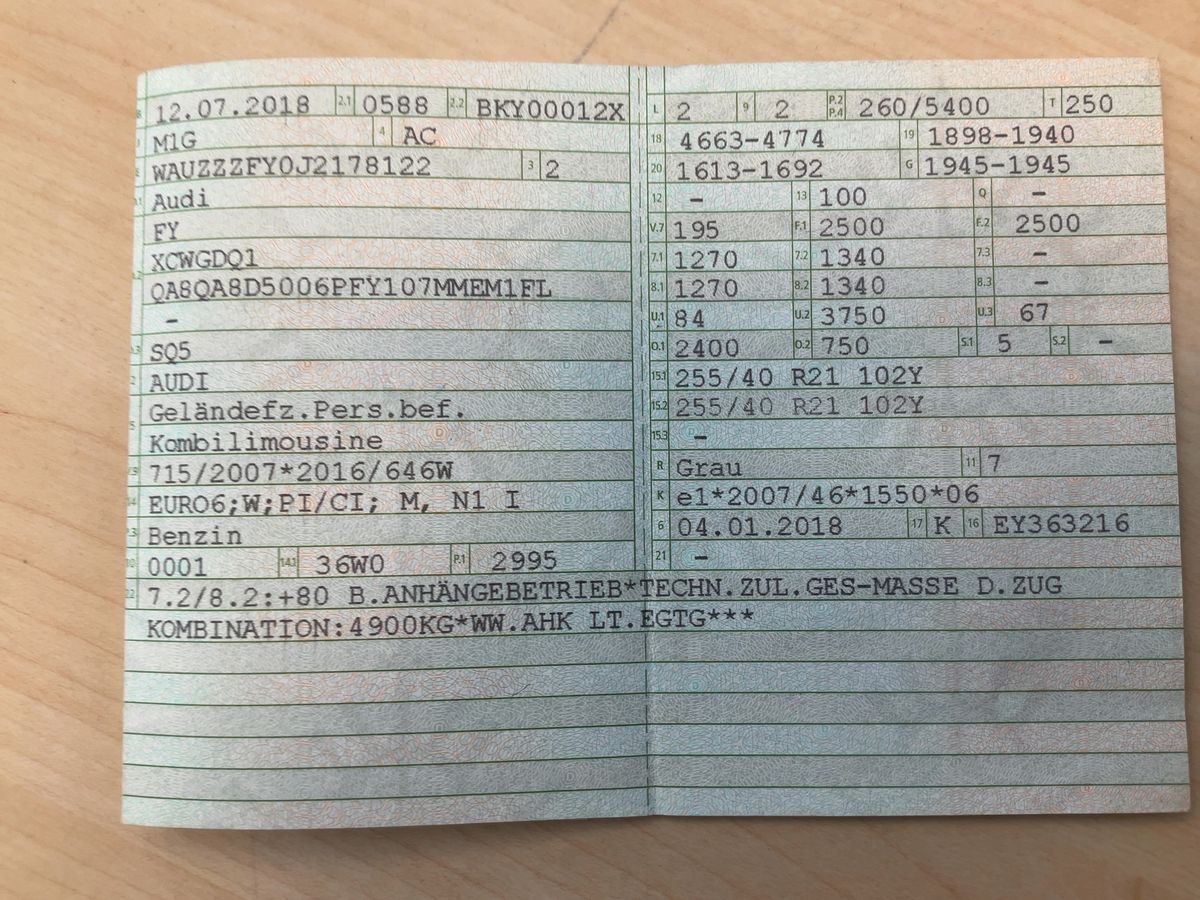 12.07.2018 2.1 0588 2.2 BKY00012X
M1G 4 AC
WAUZZZFY0J2178122 3 2
Audi
FY
XCWGDQ1
QA8QA8D5006PFY107MMEM1FL
–
SQ5
AUDI
Geländefz.Pers.bef.
Kombilimousine
715/2007*2016/646W
EURO6;W;PI/CI; M, N1 I
Benzin
0001 14.1 36W0 P.1 2995
L 2 9 2 P.2 P.4 260/5400 T 250
18 4663-4774 19 1898-1940
20 1613-1692 G 1945-1945
12 – 13 100 Q –
V.7 195 F.1 2500 F.2 2500
7.1 1270 7.2 1340 7.3 –
8.1 1270 8.2 1340 8.3 –
U.1 84 U.2 3750 U.3 67
O.1 2400 O.2 750 S.1 5 S.2 –
15.1 255/40 R21 102Y
15.2 255/40 R21 102Y
15.3 –
R Grau 11 7
K e1*2007/46*1550*06
6 04.01.2018 17 K 16 EY363216
21 –
22 7.2/8.2:+80 B.ANHÄNGEBETRIEB*TECHN.ZUL.GES-MASSE D.ZUG
KOMBINATION:4900KG*WW.AHK LT.EGTG***